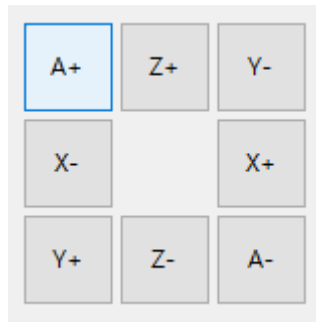 A+ Z+ Y-
X- X+
Y+ Z- A-